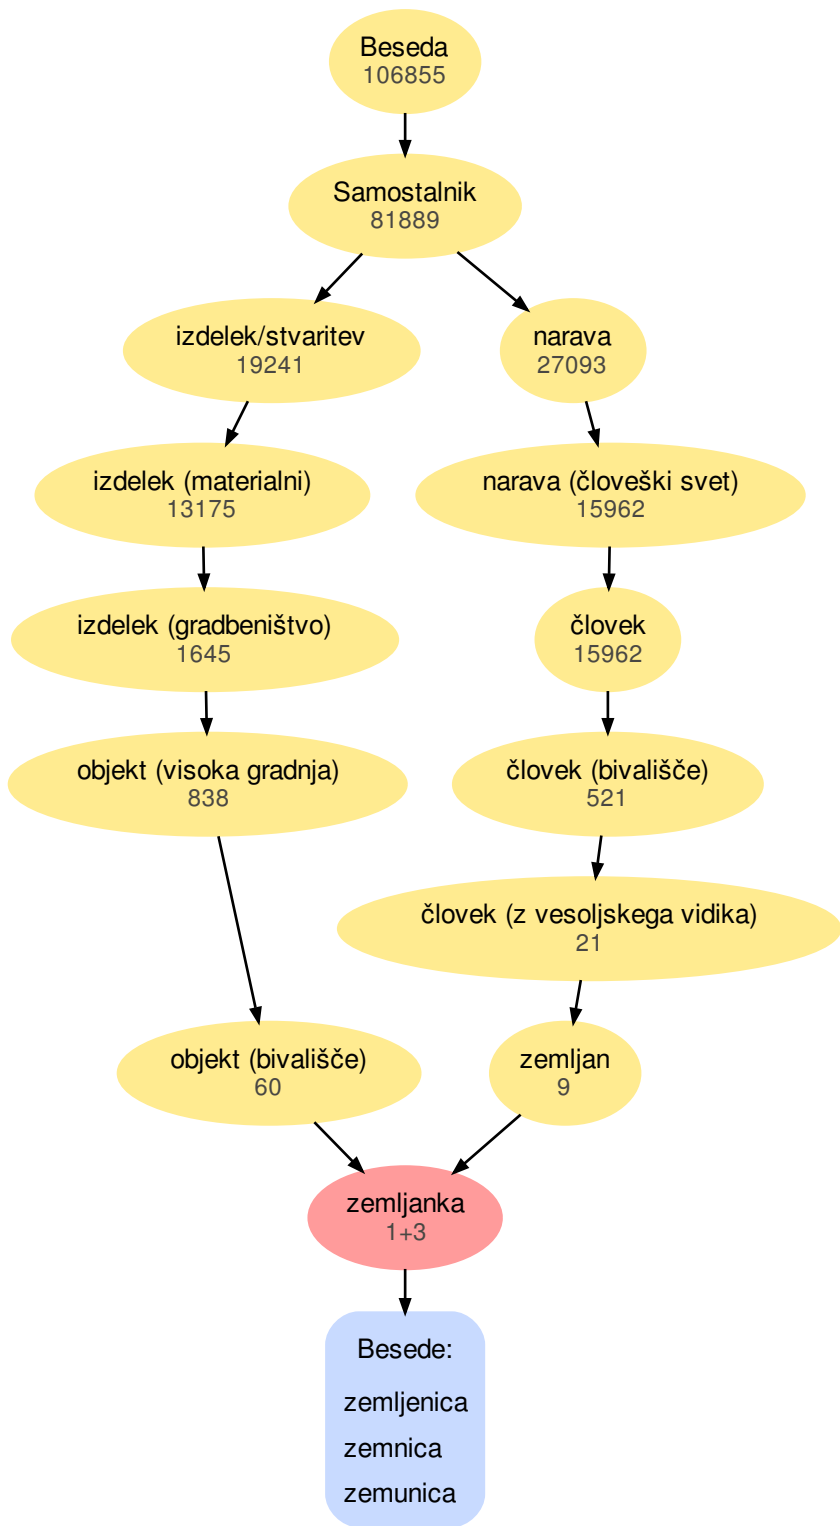 Beseda
106855
Samostalnik
81889
izdelek/stvaritev
19241
narava
27093
izdelek (materialni)
13175
narava (človeški svet)
15962
izdelek (gradbeništvo)
1645
človek
15962
objekt (visoka gradnja)
838
človek (bivališče)
521
človek (z vesoljskega vidika)
21
objekt (bivališče)
60
zemljan
9
zemljanka
1+3
Besede:
zemljenica
zemnica
zemunica